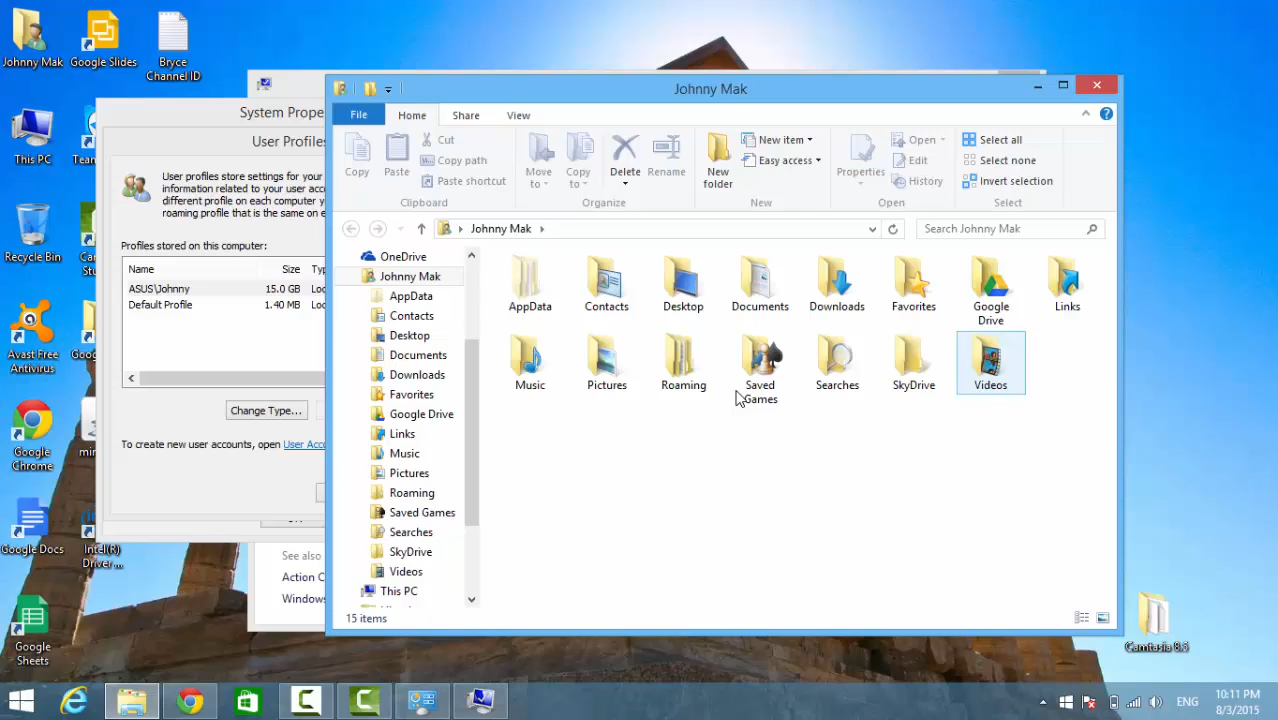 Johnny Mak
Google Slides
Bryce
Channel ID
This PC
Recycle Bin
Avast Free
Antivirus
Google
Chrome
Google Docs
Intel(R)
Driver ...
Google
Sheets
Camtasia 8.5
System Prope
User Profiles
User profiles store settings for your
information related to your user acc
different profile on each computer y
roaming profile that is the same on e
Profiles stored on this computer:
Name Size Ty
ASUS\Johnny 15.0 GB Loc
Default Profile 1.40 MB Loc
Change Type...
To create new user accounts, open User Acco
See also
Action C
Windows
Johnny Mak
File Home Share View
Copy
Paste
Cut
Copy path
Paste shortcut
Clipboard
Move
to
Copy
to
Delete
Rename
Organize
New
folder
New item
Easy access
New
Properties
Open
Edit
History
Open
Select all
Select none
Invert selection
Select
Johnny Mak
Search Johnny Mak
OneDrive
Johnny Mak
AppData
Contacts
Desktop
Documents
Downloads
Favorites
Google Drive
Links
Music
Pictures
Roaming
Saved Games
Searches
SkyDrive
Videos
This PC
AppData
Contacts
Desktop
Documents
Downloads
Favorites
Google
Drive
Links
Music
Pictures
Roaming
Saved
Games
Searches
SkyDrive
Videos
15 items
ENG
10:11 PM
8/3/2015